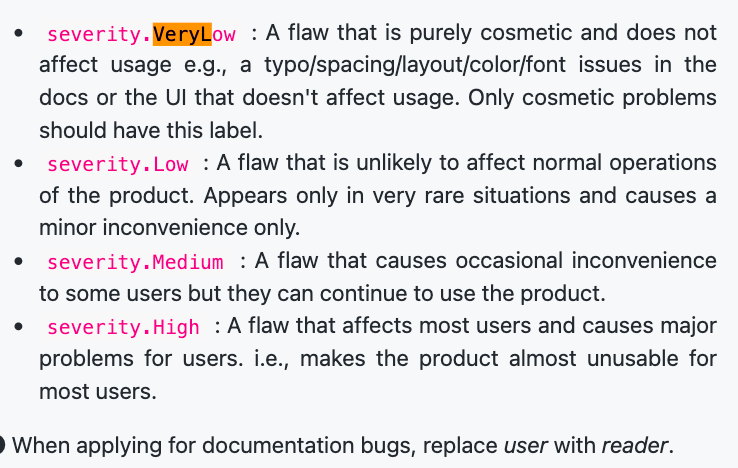 • severity.VeryLow : A flaw that is purely cosmetic and does not
affect usage e.g., a typo/spacing/layout/color/font issues in the
docs or the UI that doesn't affect usage. Only cosmetic problems
should have this label.
• severity.Low : A flaw that is unlikely to affect normal operations
of the product. Appears only in very rare situations and causes a
minor inconvenience only.
• severity.Medium : A flaw that causes occasional inconvenience
to some users but they can continue to use the product.
• severity.High : A flaw that affects most users and causes major
problems for users. i.e., makes the product almost unusable for
most users.
When applying for documentation bugs, replace user with reader.